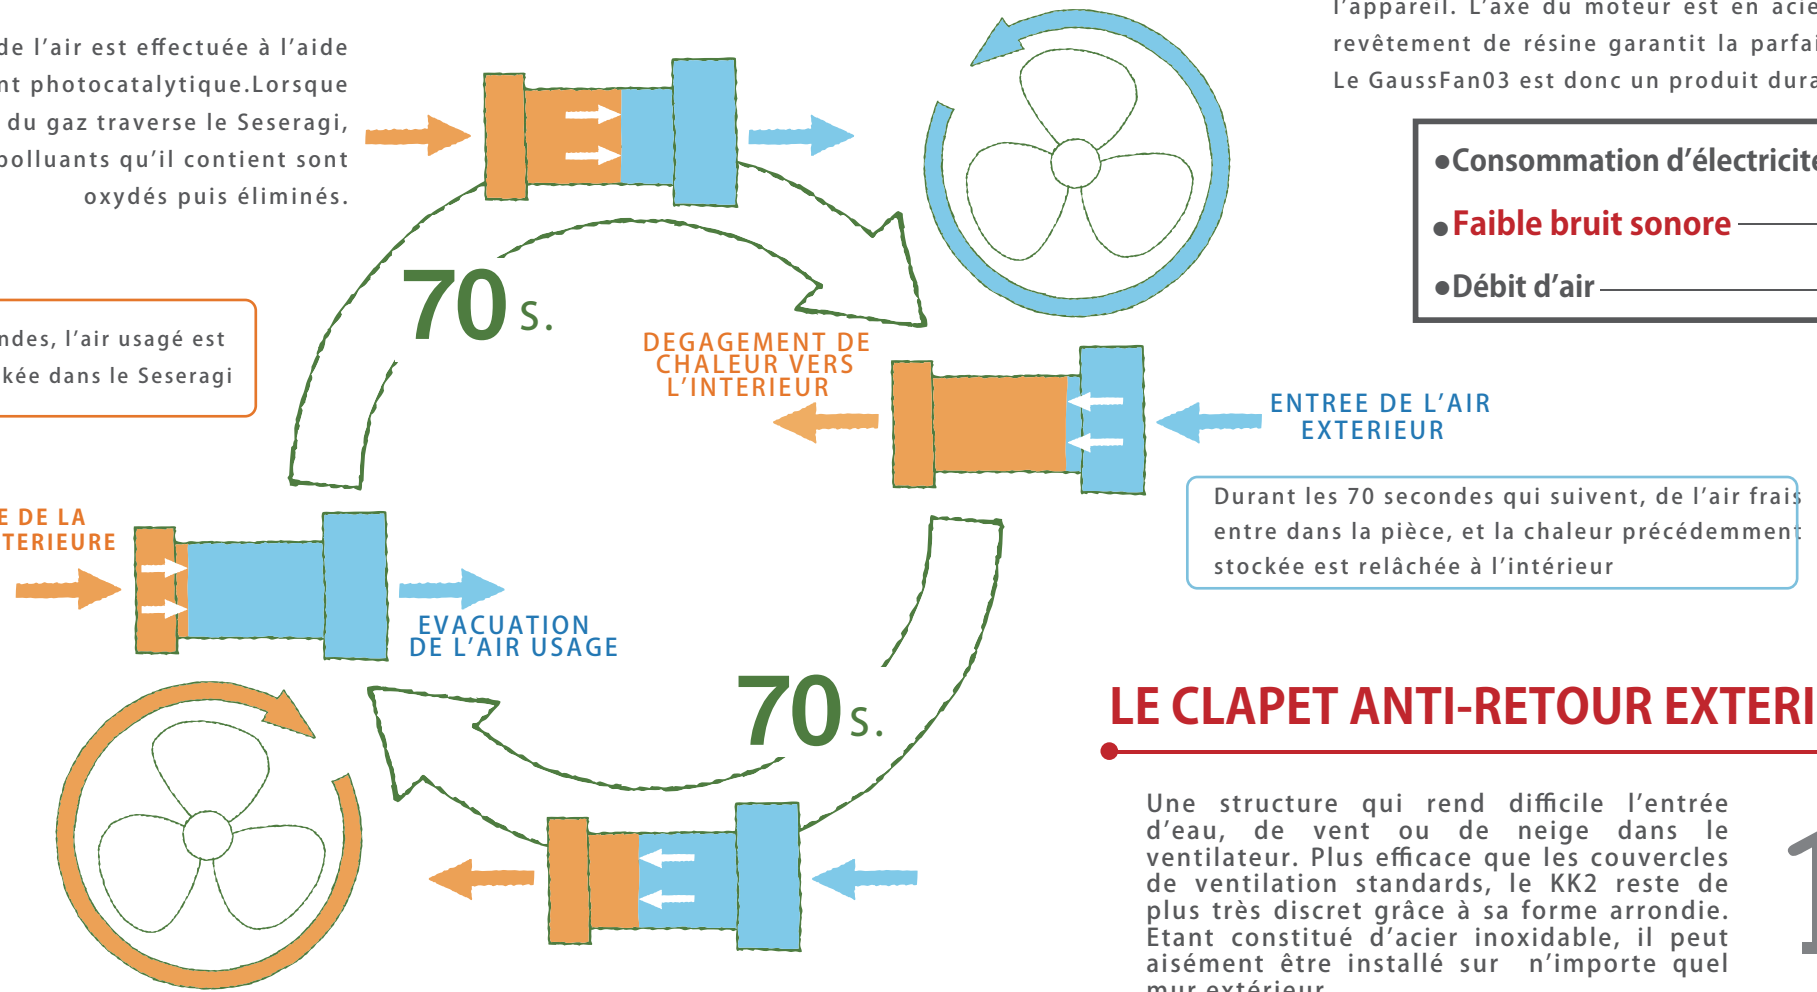 de l’air est effectuée à l’aide
nt photocatalytique.Lorsque
du gaz traverse le Seseragi,
polluants qu’il contient sont
oxydés puis éliminés.
l’appareil. L’axe du moteur est en acie
revêtement de résine garantit la parfai
Le GaussFan03 est donc un produit dura
•Consommation d’électricité
•Faible bruit sonore
•Débit d’air
70 s.
ndes, l’air usagé est
kée dans le Seseragi
DEGAGEMENT DE
CHALEUR VERS
L’INTERIEUR
ENTREE DE L’AIR
EXTERIEUR
Durant les 70 secondes qui suivent, de l’air frais
entre dans la pièce, et la chaleur précédemment
stockée est relâchée à l’intérieur
E DE LA
TERIEURE
EVACUATION
DE L’AIR USAGE
70 s.
LE CLAPET ANTI-RETOUR EXTERI
Une structure qui rend difficile l’entrée
d’eau, de vent ou de neige dans le
ventilateur. Plus efficace que les couvercles
de ventilation standards, le KK2 reste de
plus très discret grâce à sa forme arrondie.
Etant constitué d’acier inoxidable, il peut
aisément être installé sur n’importe quel
mur extérieur
1